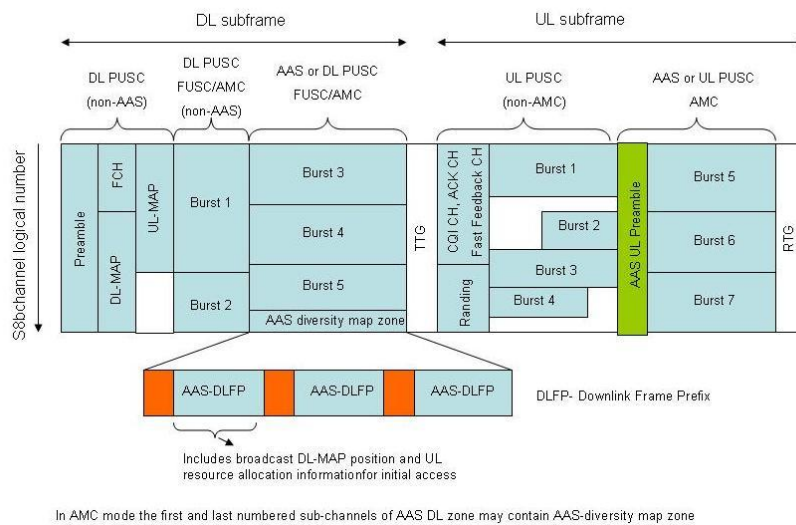 DL subframe
UL subframe
DL PUSC
(non-AAS)
DL PUSC
FUSC/AMC
(non-AAS)
AAS or DL PUSC
FUSC/AMC
UL PUSC
(non-AMC)
AAS or UL PUSC
AMC
S8bchannel logical number
Preamble
FCH
DL-MAP
UL-MAP
Burst 1
Burst 2
Burst 3
Burst 4
Burst 5
AAS diversity map zone
TTG
CQI CH, ACK CH
Fast Feedback CH
Randing
Burst 1
Burst 2
Burst 3
Burst 4
AAS UL Preamble
Burst 5
Burst 6
Burst 7
RTG
AAS-DLFP
AAS-DLFP
AAS-DLFP
DLFP- Downlink Frame Prefix
Includes broadcast DL-MAP position and UL
resource allocation informationfor initial access
In AMC mode the first and last numbered sub-channels of AAS DL zone may contain AAS-diversity map zone